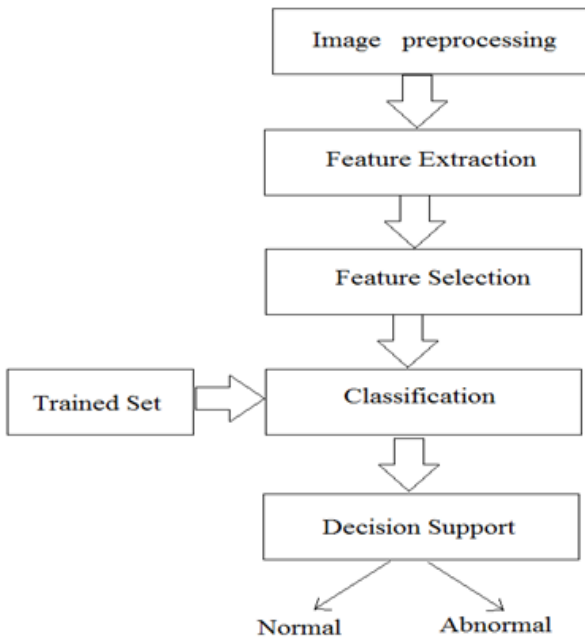 Image preprocessing
Feature Extraction
Feature Selection
Trained Set
Classification
Decision Support
Normal
Abnormal